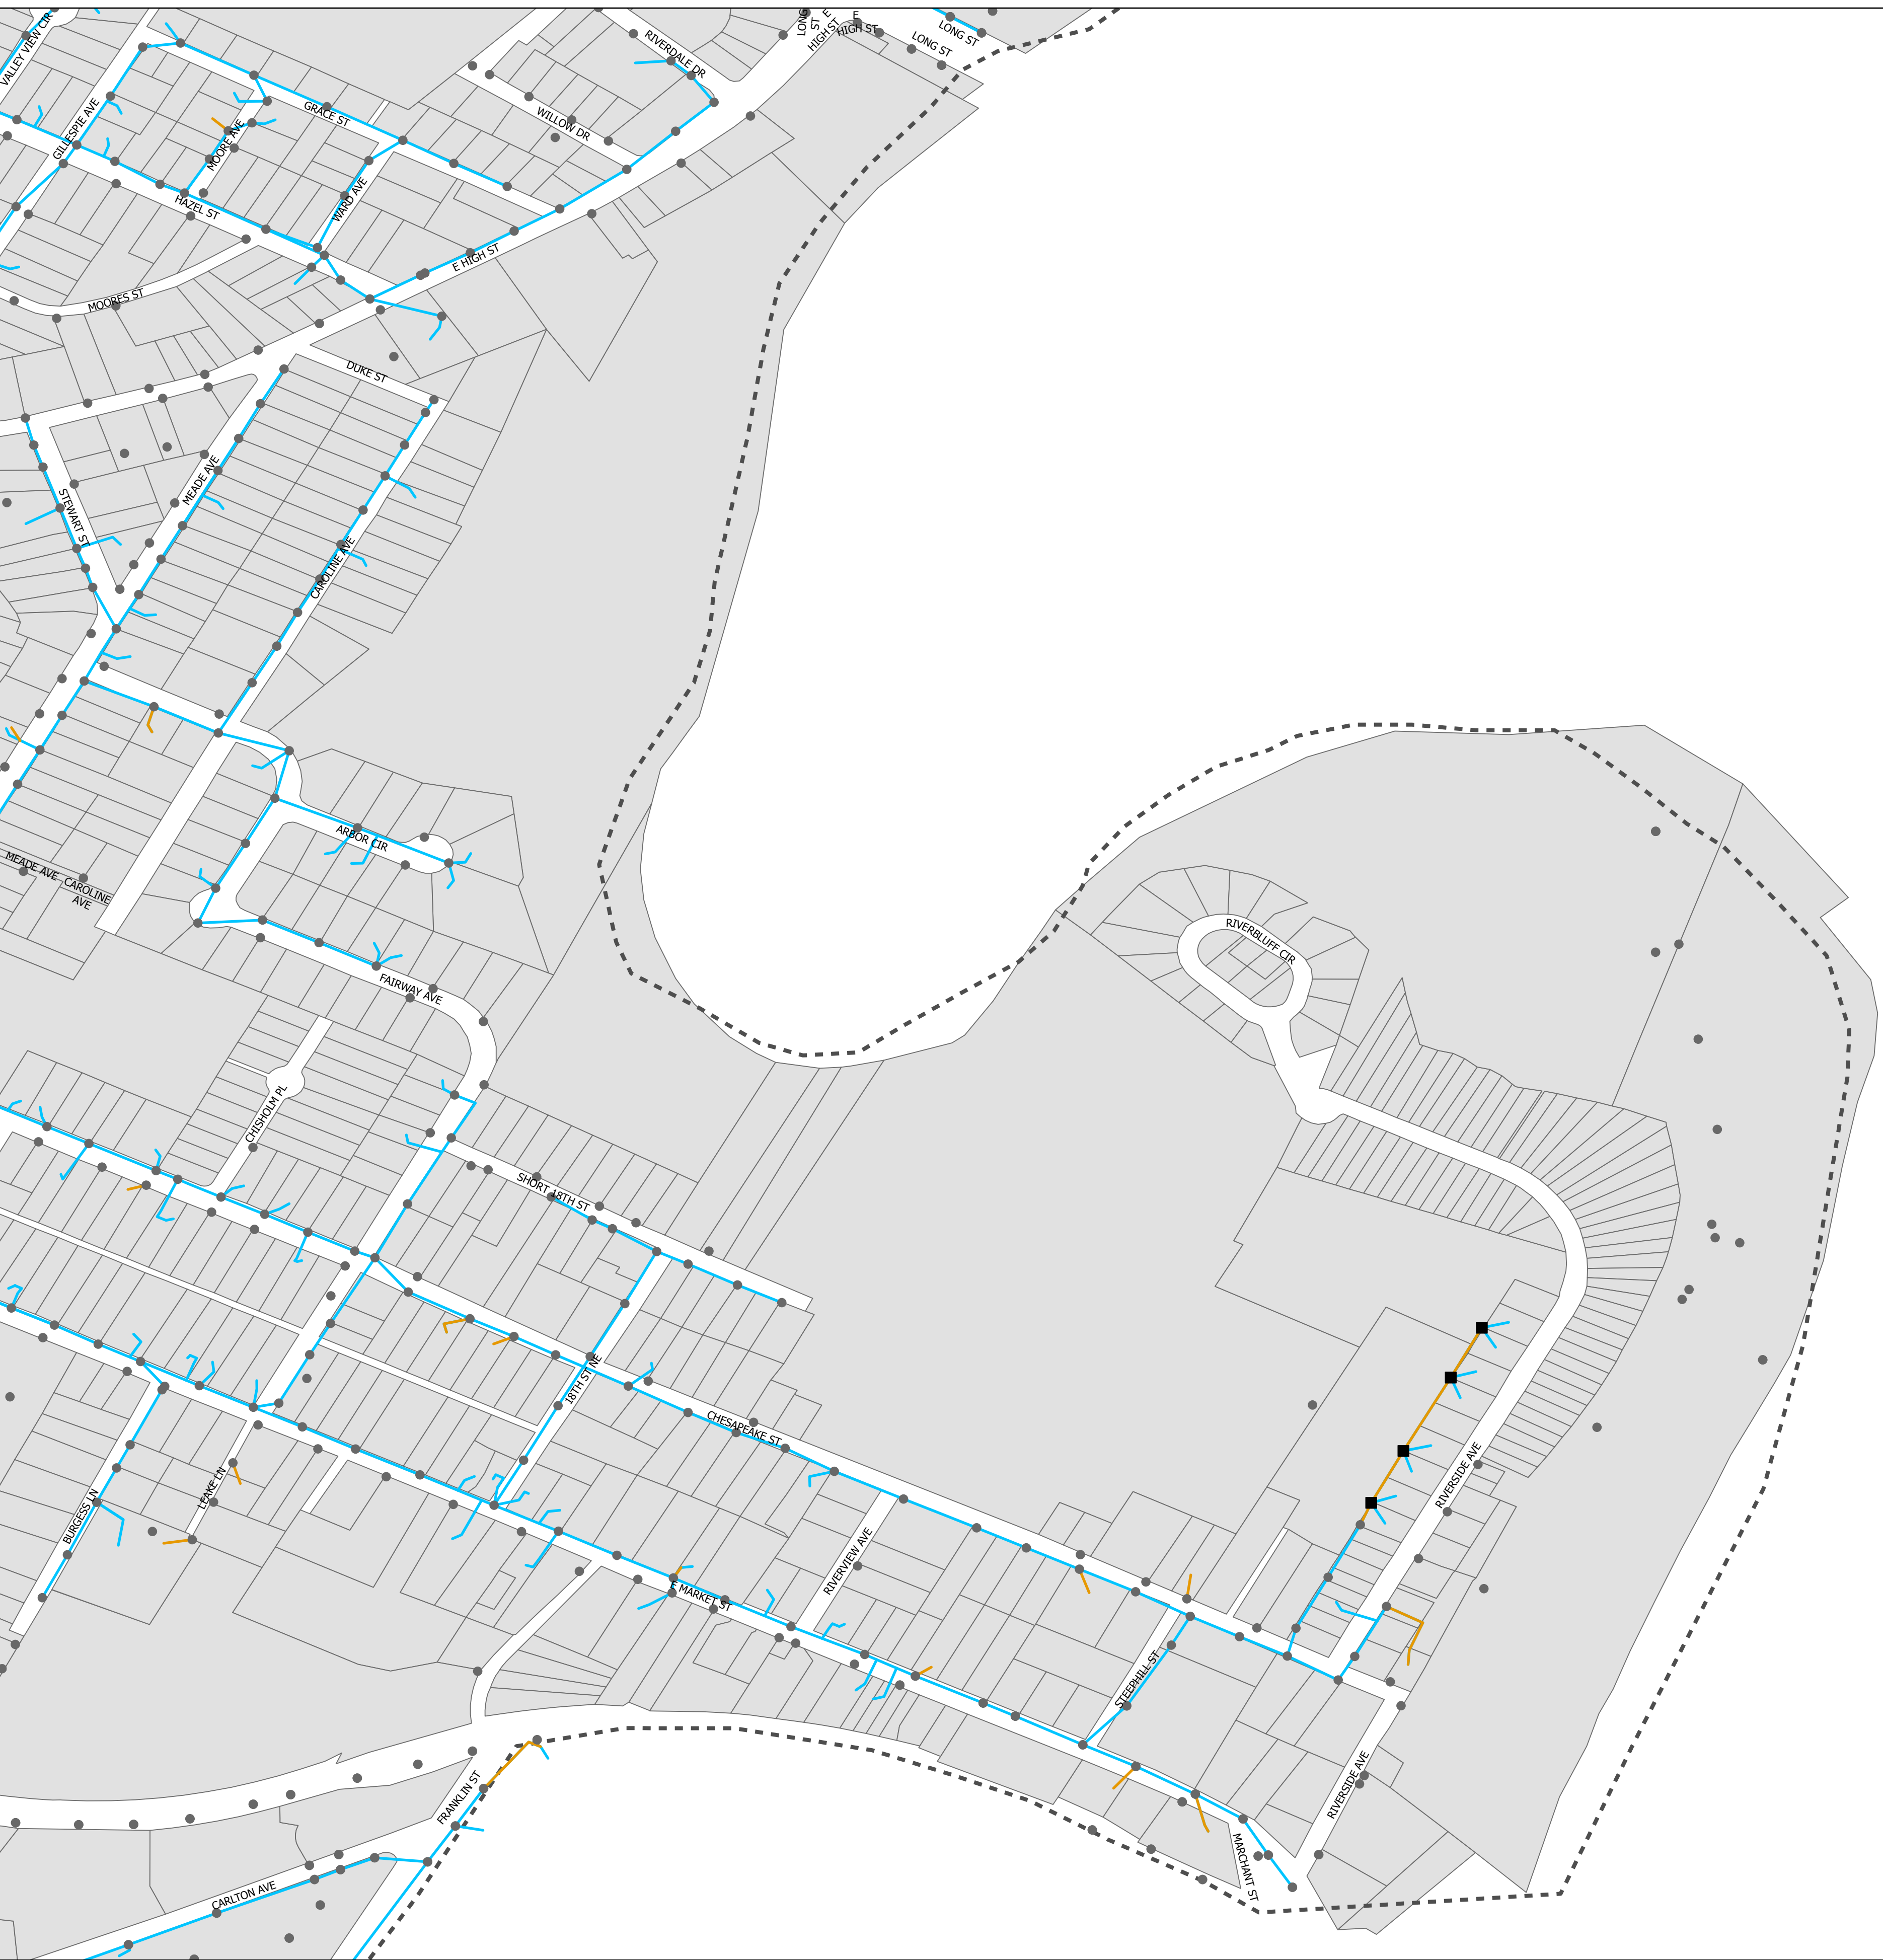 VALLEY VIEW CIR
GILLESPIE AVE
MOORE AVE
GRACE ST
HAZEL ST
WARD AVE
MOORES ST
E HIGH ST
WILLOW DR
RIVERDALE DR
LONG
ST
E
HIGH ST
E
HIGH ST
LONG ST
LONG ST
DUKE ST
MEADE AVE
STEWART ST
CAROLINE AVE
MEADE AVE
CAROLINE
AVE
ARBOR CIR
FAIRWAY AVE
CHISHOLM PL
SHORT 18TH ST
18TH ST NE
CHESAPEAKE ST
BURGESS LN
LEAKE LN
E MARKET ST
RIVERVIEW AVE
STEEPHILL ST
RIVERBLUFF CIR
RIVERSIDE AVE
RIVERSIDE AVE
MARCHANT ST
FRANKLIN ST
CARLTON AVE